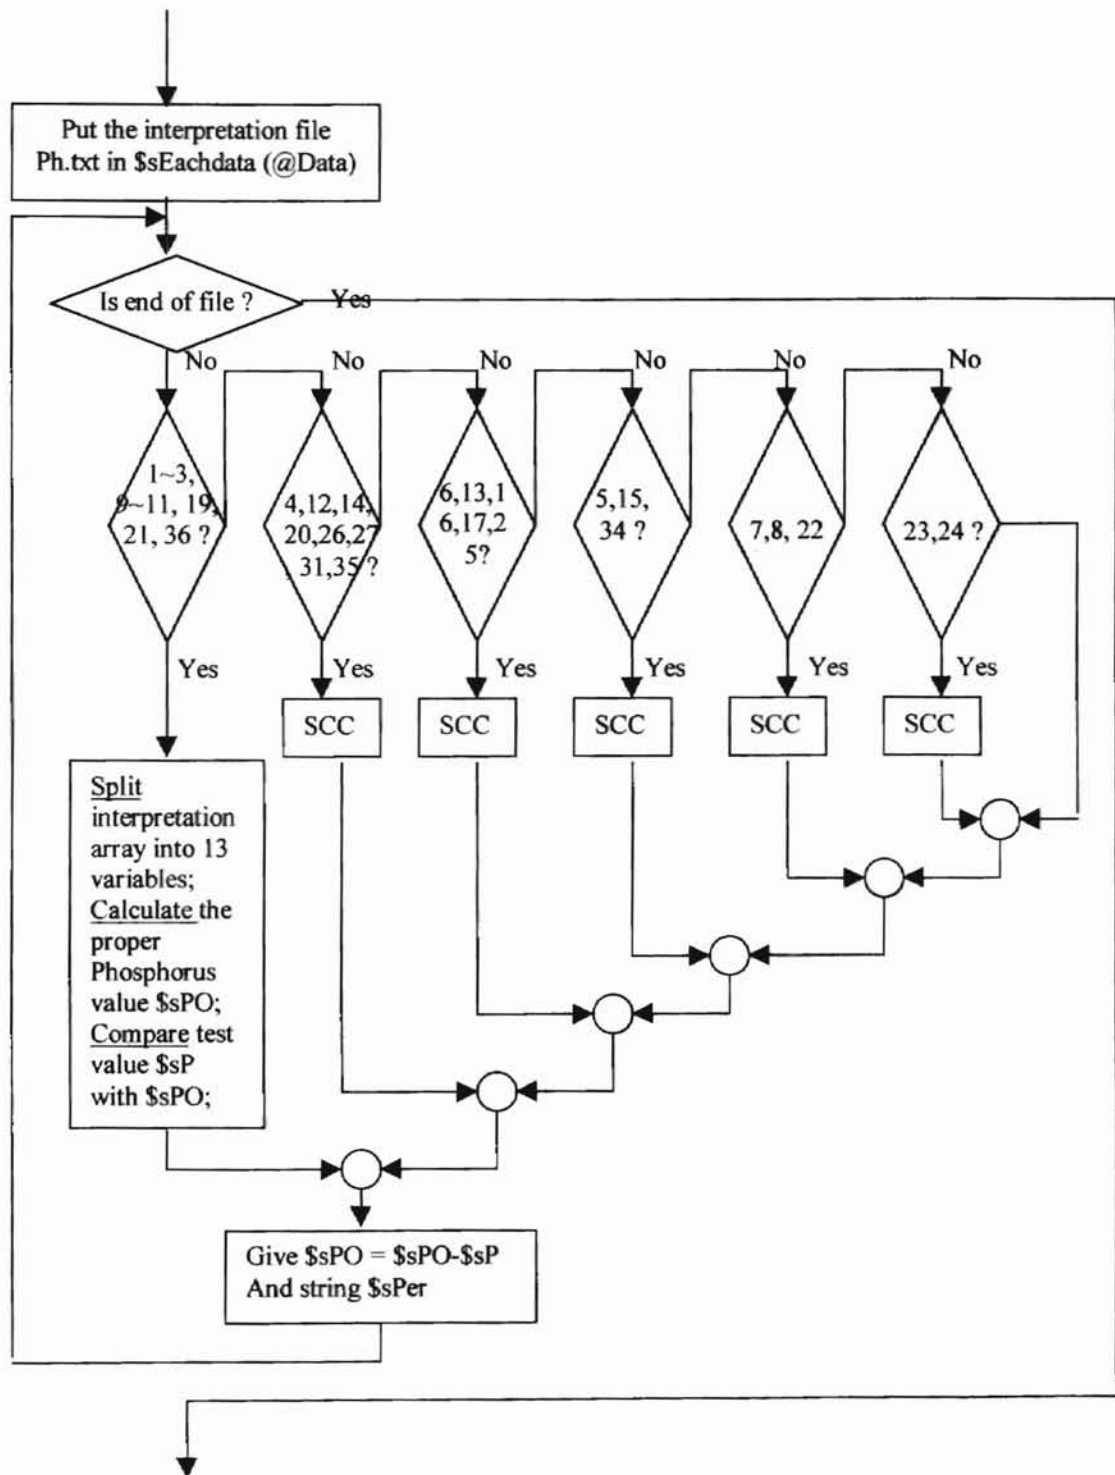 Put the interpretation file
Ph.txt in $sEachdata (@Data)
Is end of file ?
Yes
No
No
No
No
No
No
1~3,
9~11, 19,
21, 36 ?
4,12,14,
20,26,27
, 31,35 ?
6,13,1
6,17,2
5?
5,15,
34 ?
7,8, 22
23,24 ?
Yes
Yes
Yes
Yes
Yes
Yes
SCC
SCC
SCC
SCC
SCC
Split
interpretation
array into 13
variables;
Calculate the
proper
Phosphorus
value $sPO;
Compare test
value $sP
with $sPO;
Give $sPO = $sPO-$sP
And string $sPer